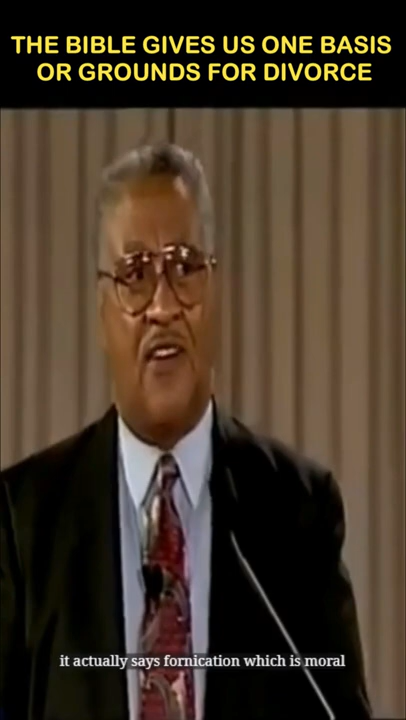 THE BIBLE GIVES US ONE BASIS
OR GROUNDS FOR DIVORCE
it actually says fornication which is moral